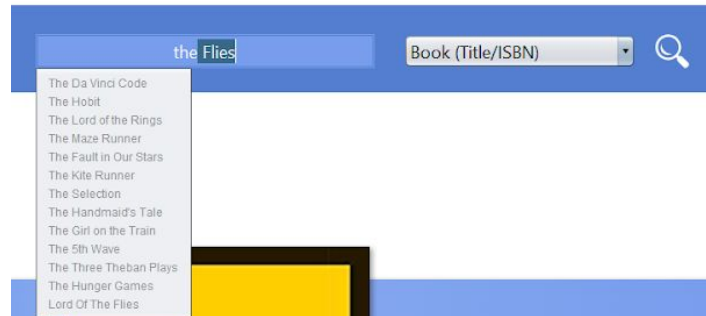 the Flies
Book (Title/ISBN)
The Da Vinci Code
The Hobit
The Lord of the Rings
The Maze Runner
The Fault in Our Stars
The Kite Runner
The Selection
The Handmaid's Tale
The Girl on the Train
The 5th Wave
The Three Theban Plays
The Hunger Games
Lord Of The Flies